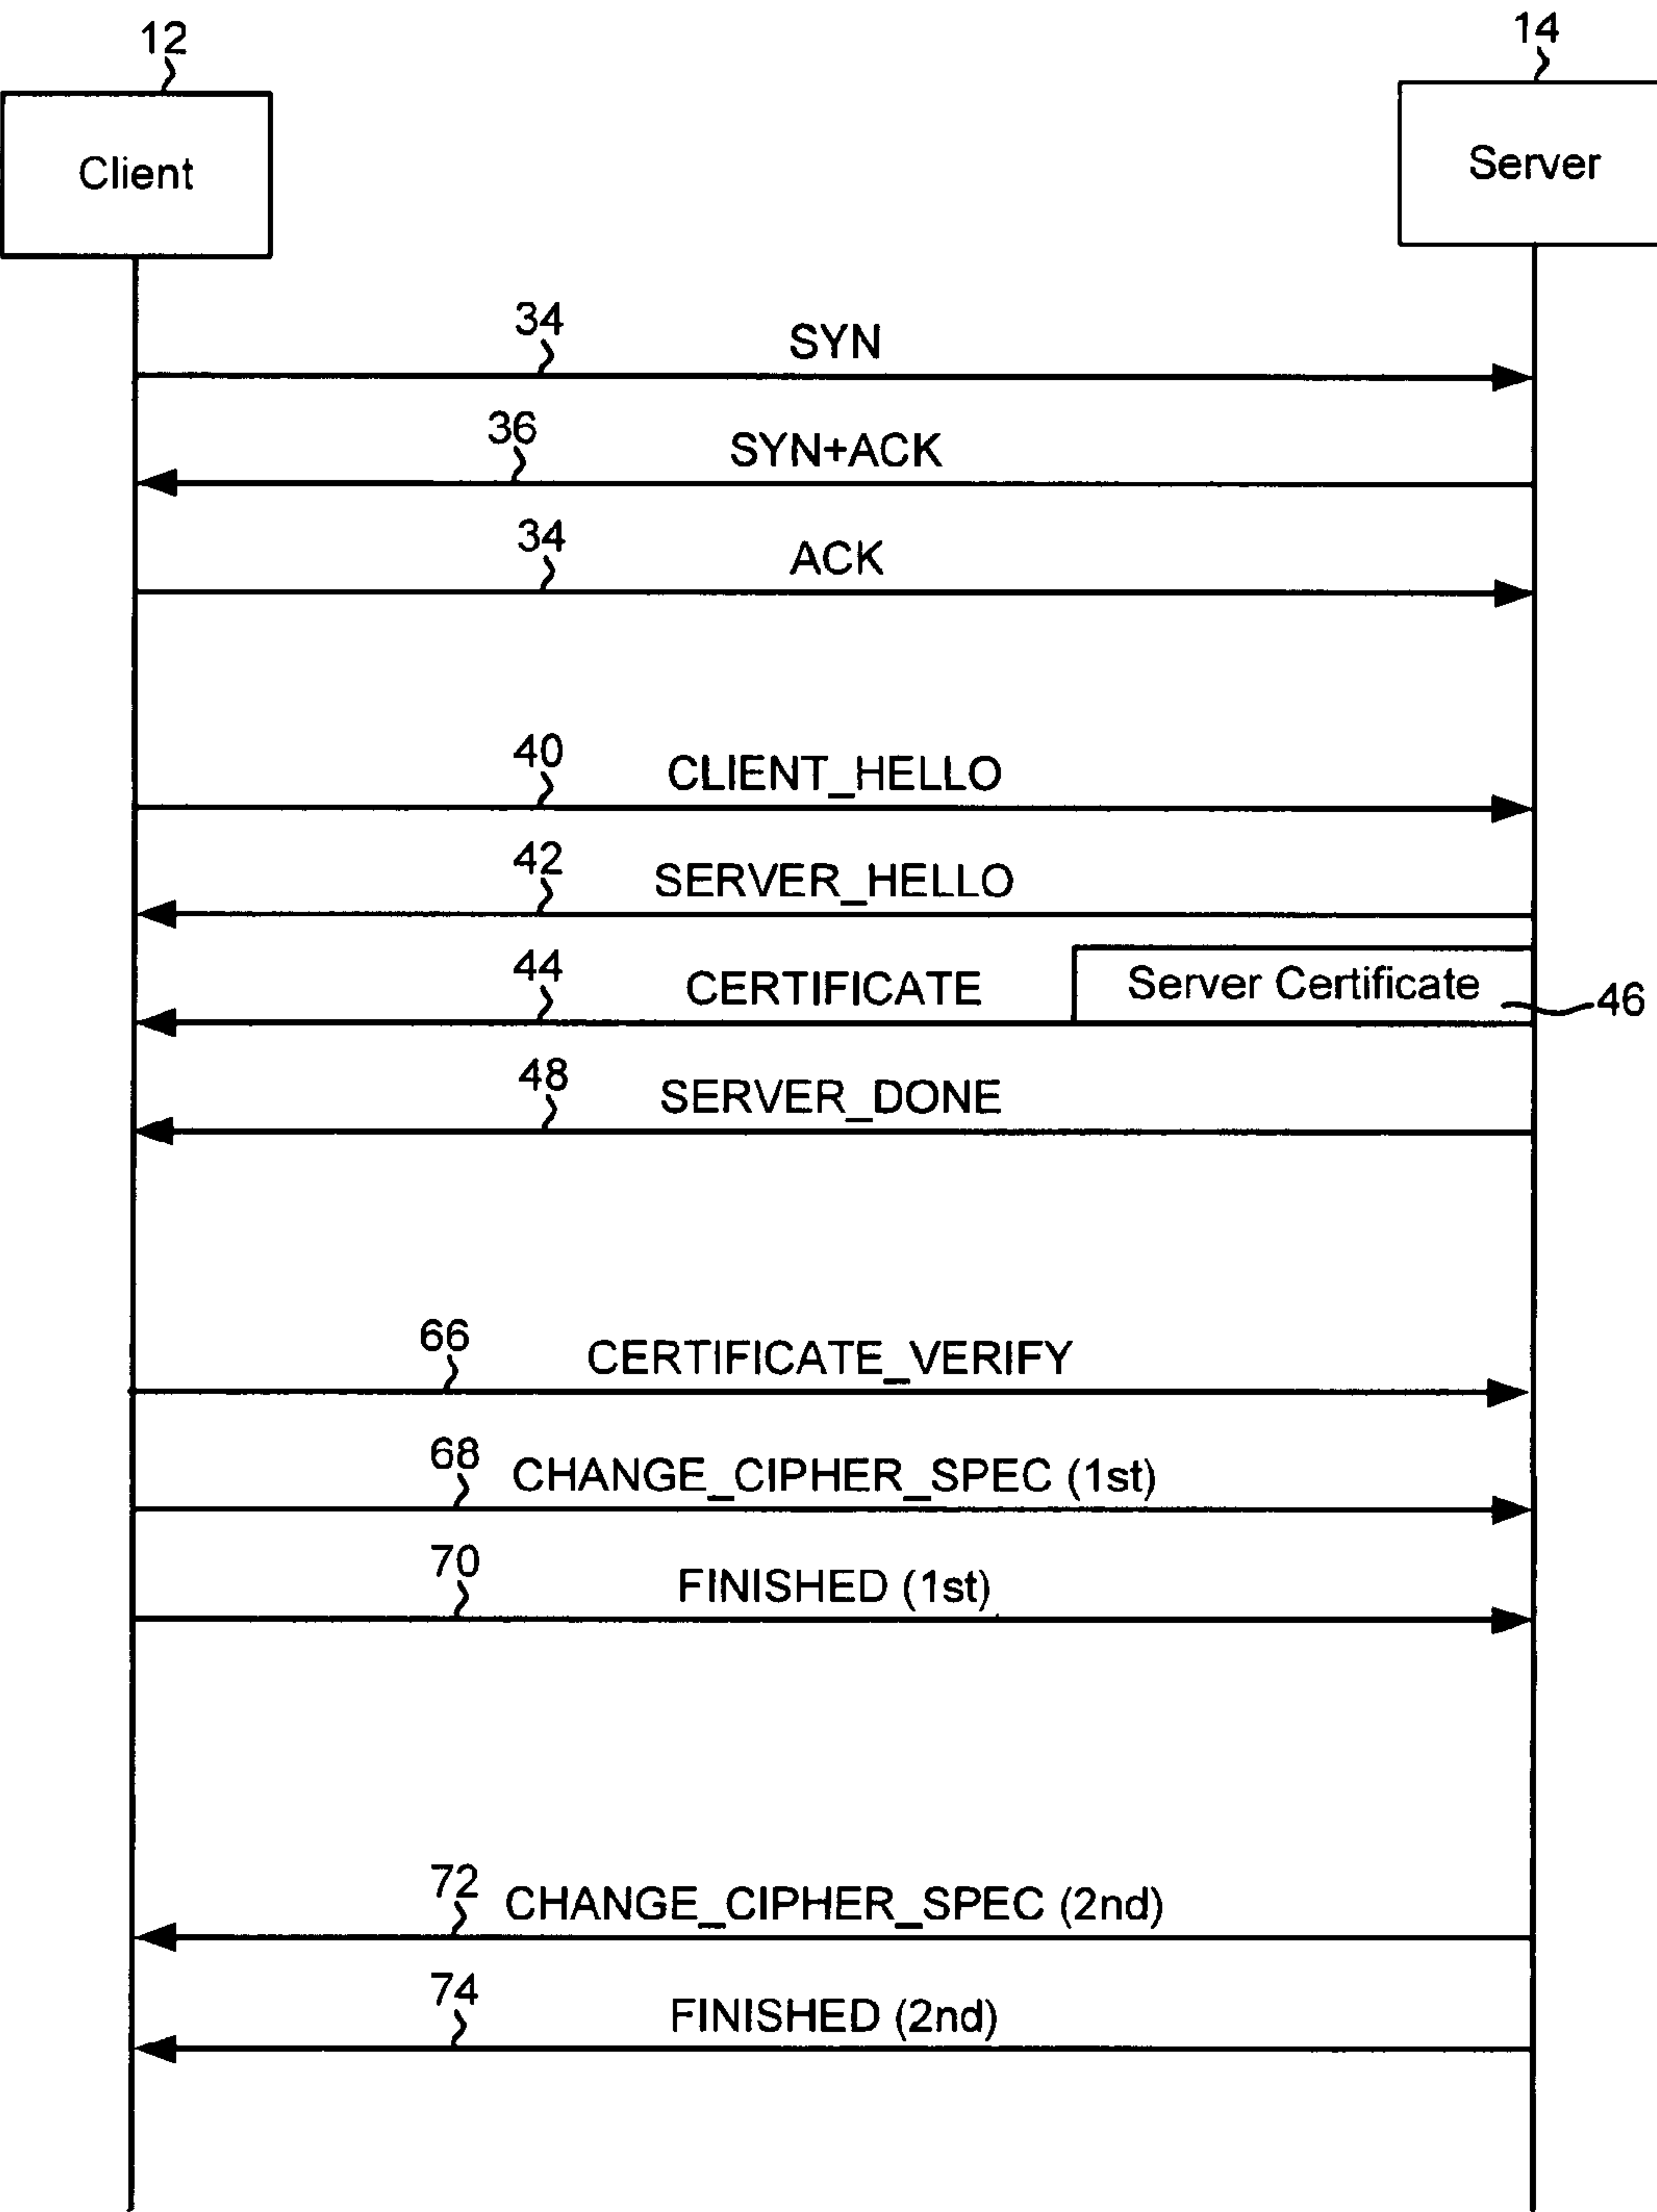 12
14
Client
Server
34
SYN
36
SYN+ACK
34
ACK
40
CLIENT_HELLO
42
SERVER_HELLO
44
CERTIFICATE
Server Certificate
46
48
SERVER_DONE
66
CERTIFICATE_VERIFY
68
CHANGE_CIPHER_SPEC (1st)
70
FINISHED (1st)
72
CHANGE_CIPHER_SPEC (2nd)
74
FINISHED (2nd)